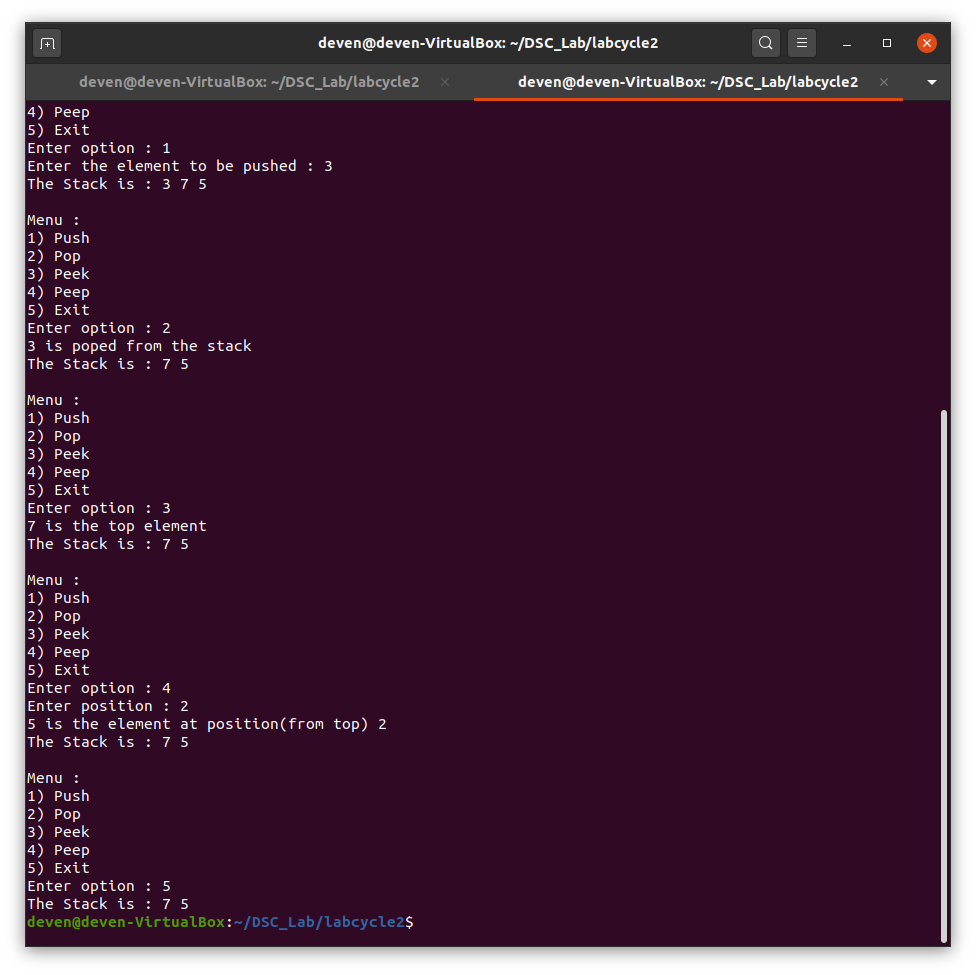 deven@deven-VirtualBox: ~/DSC_Lab/labcycle2
deven@deven-VirtualBox: ~/DSC_Lab/labcycle2 deven@deven-VirtualBox: ~/DSC_Lab/labcycle2
4) Peep
5) Exit
Enter option : 1
Enter the element to be pushed : 3
The Stack is : 3 7 5
Menu :
1) Push
2) Pop
3) Peek
4) Peep
5) Exit
Enter option : 2
3 is poped from the stack
The Stack is : 7 5
Menu :
1) Push
2) Pop
3) Peek
4) Peep
5) Exit
Enter option : 3
7 is the top element
The Stack is : 7 5
Menu :
1) Push
2) Pop
3) Peek
4) Peep
5) Exit
Enter option : 4
Enter position : 2
5 is the element at position(from top) 2
The Stack is : 7 5
Menu :
1) Push
2) Pop
3) Peek
4) Peep
5) Exit
Enter option : 5
The Stack is : 7 5
deven@deven-VirtualBox:~/DSC_Lab/labcycle2$